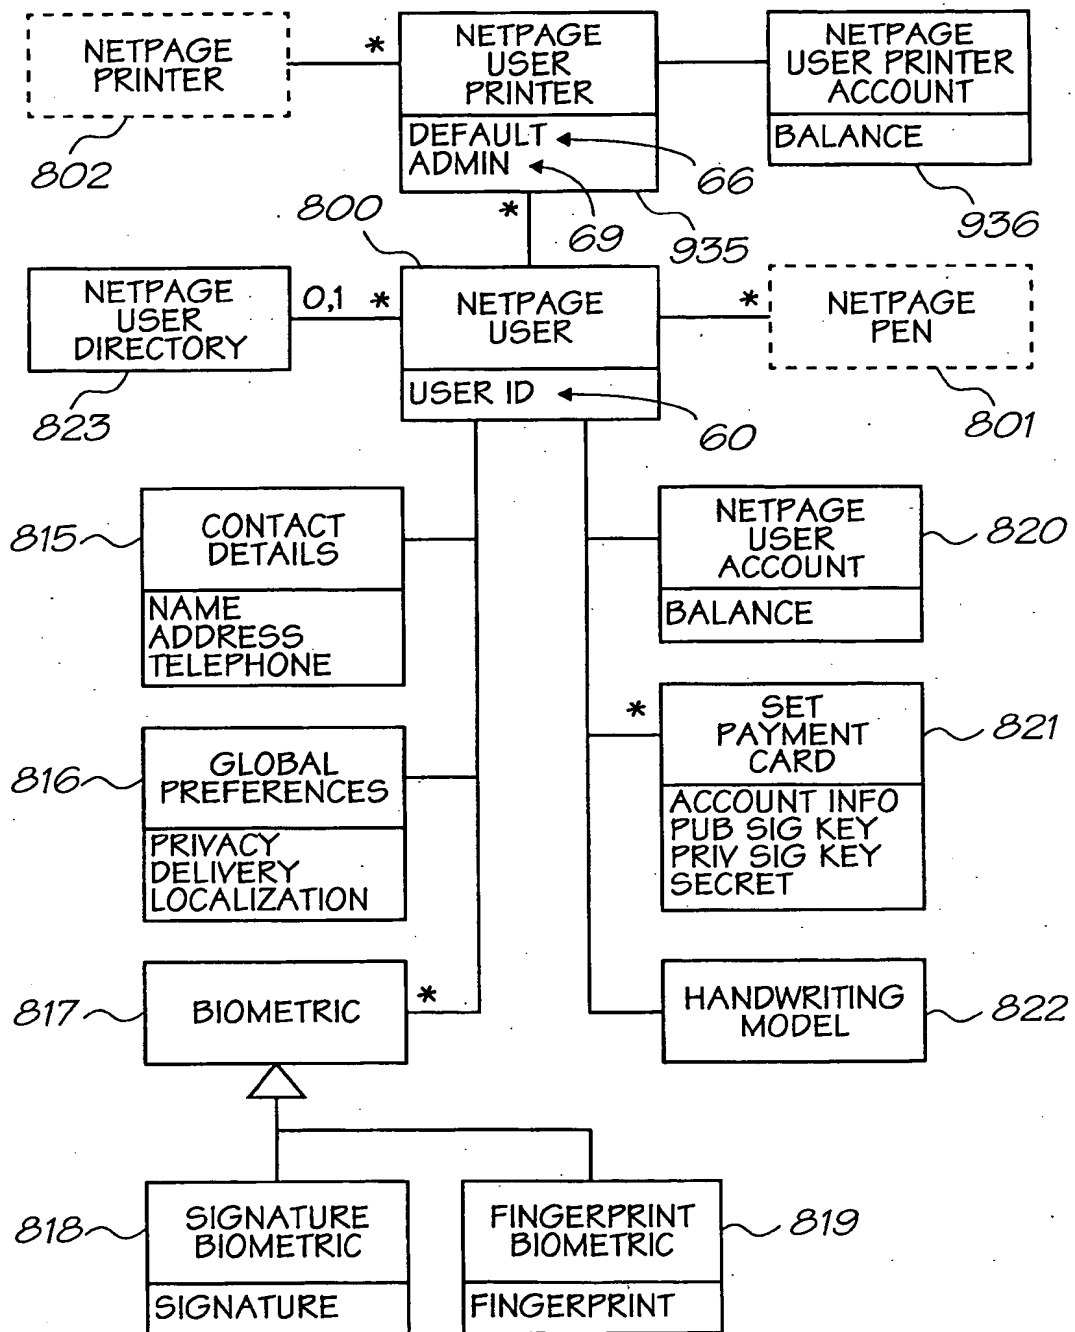 NETPAGE
PRINTER
802
*
NETPAGE
USER
PRINTER
DEFAULT
ADMIN
66
69
935
NETPAGE
USER PRINTER
ACCOUNT
BALANCE
936
*
800
NETPAGE
USER
DIRECTORY
823
0,1
*
NETPAGE
USER
USER ID
60
*
NETPAGE
PEN
801
815
CONTACT
DETAILS
NAME
ADDRESS
TELEPHONE
NETPAGE
USER
ACCOUNT
BALANCE
820
816
GLOBAL
PREFERENCES
PRIVACY
DELIVERY
LOCALIZATION
*
SET
PAYMENT
CARD
ACCOUNT INFO
PUB SIG KEY
PRIV SIG KEY
SECRET
821
817
BIOMETRIC
*
HANDWRITING
MODEL
822
818
SIGNATURE
BIOMETRIC
SIGNATURE
FINGERPRINT
BIOMETRIC
FINGERPRINT
819